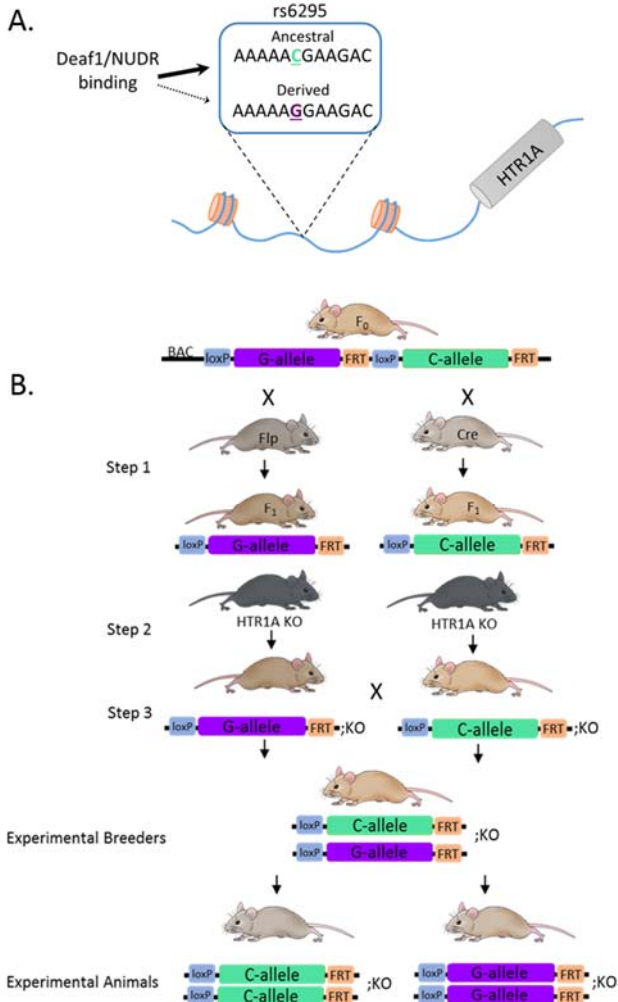 A.
rs6295
Ancestral
AAAAACGAAGAC
Deaf1/NUDR
binding
Derived
AAAAAGGAAGAC
HTR1A
F0
BAC loxP G-allele FRT loxP C-allele FRT
B.
X X
Flp Cre
Step 1
F1 F1
loxP G-allele FRT loxP C-allele FRT
HTR1A KO HTR1A KO
Step 2
X
Step 3
loxP G-allele FRT ;KO loxP C-allele FRT ;KO
loxP C-allele FRT
Experimental Breeders ;KO
loxP G-allele FRT
loxP C-allele FRT loxP G-allele FRT
Experimental Animals ;KO ;KO
loxP C-allele FRT loxP G-allele FRT